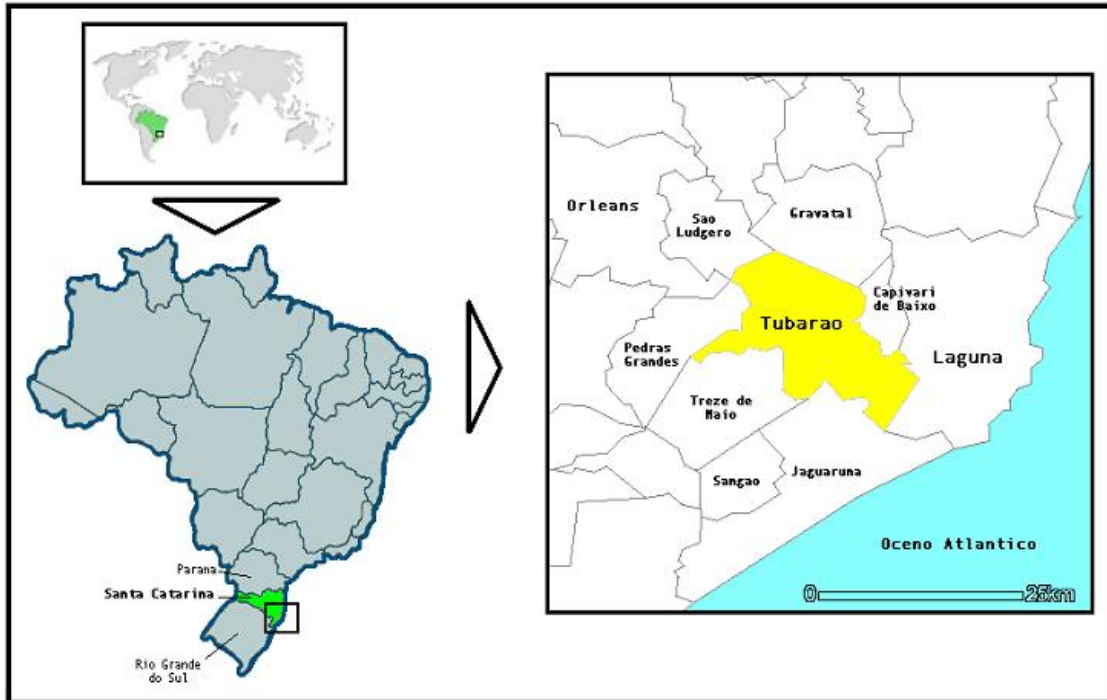 Parana
Santa Catarina
Rio Grande
do Sul
Orleans
Sao
Ludgero
Gravatal
Capivari
de Baixo
Tubarao
Pedras
Grandes
Laguna
Treze de
Maio
Sangao
Jaguaruna
Oceno Atlantico
0
25km